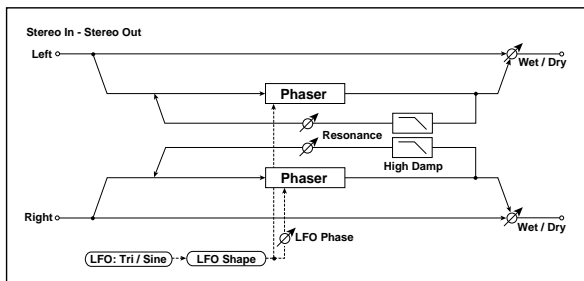 Stereo In - Stereo Out
Left
Wet / Dry
Phaser
Resonance
High Damp
Phaser
Right
Wet / Dry
LFO Phase
LFO: Tri / Sine
LFO Shape